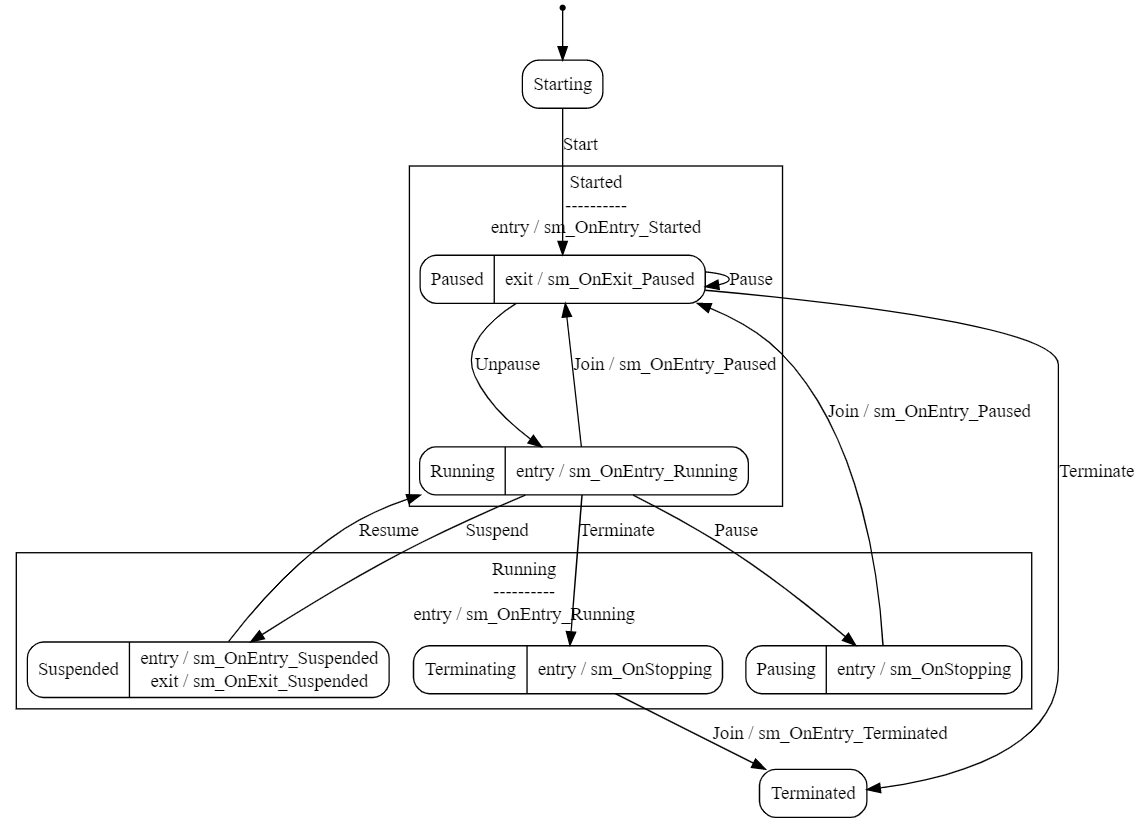 Starting
Start
Started
----------
entry / sm_OnEntry_Started
Paused
exit / sm_OnExit_Paused
Pause
Unpause
Join / sm_OnEntry_Paused
Join / sm_OnEntry_Paused
Running
entry / sm_OnEntry_Running
Terminate
Resume
Suspend
Terminate
Pause
Running
----------
entry / sm_OnEntry_Running
Suspended
entry / sm_OnEntry_Suspended
exit / sm_OnExit_Suspended
Terminating
entry / sm_OnStopping
Pausing
entry / sm_OnStopping
Join / sm_OnEntry_Terminated
Terminated